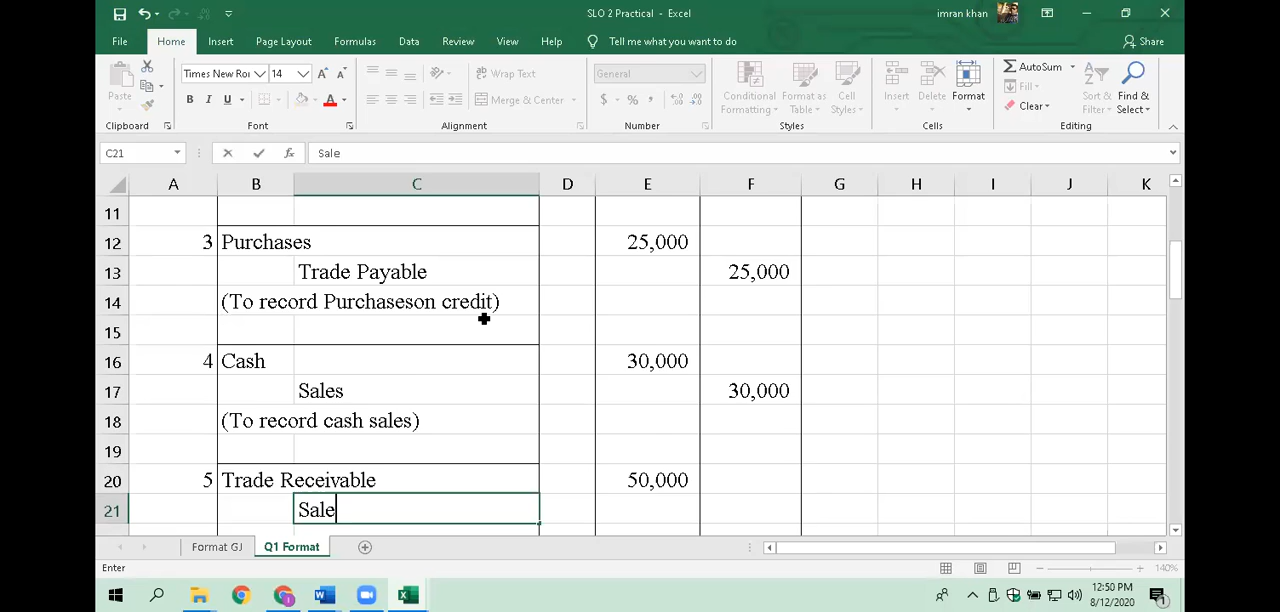 SLO 2 Practical - Excel imran khan
File Home Insert Page Layout Formulas Data Review View Help Tell me what you want to do Share
Times New Roi 14 A A Wrap Text General AutoSum
Paste B I U A Merge & Center $ % , Conditional Formatting Format as Table Cell Styles Insert Delete Format Fill Clear Sort & Filter Find & Select
Clipboard Font Alignment Number Styles Cells Editing
C21 fx Sale
A B C D E F G H I J K
11
12 3 Purchases 25,000
13 Trade Payable 25,000
14 (To record Purchaseson credit)
15
16 4 Cash 30,000
17 Sales 30,000
18 (To record cash sales)
19
20 5 Trade Receivable 50,000
21 Sale
Format GJ Q1 Format
Enter 140%
12:50 PM
8/12/2020